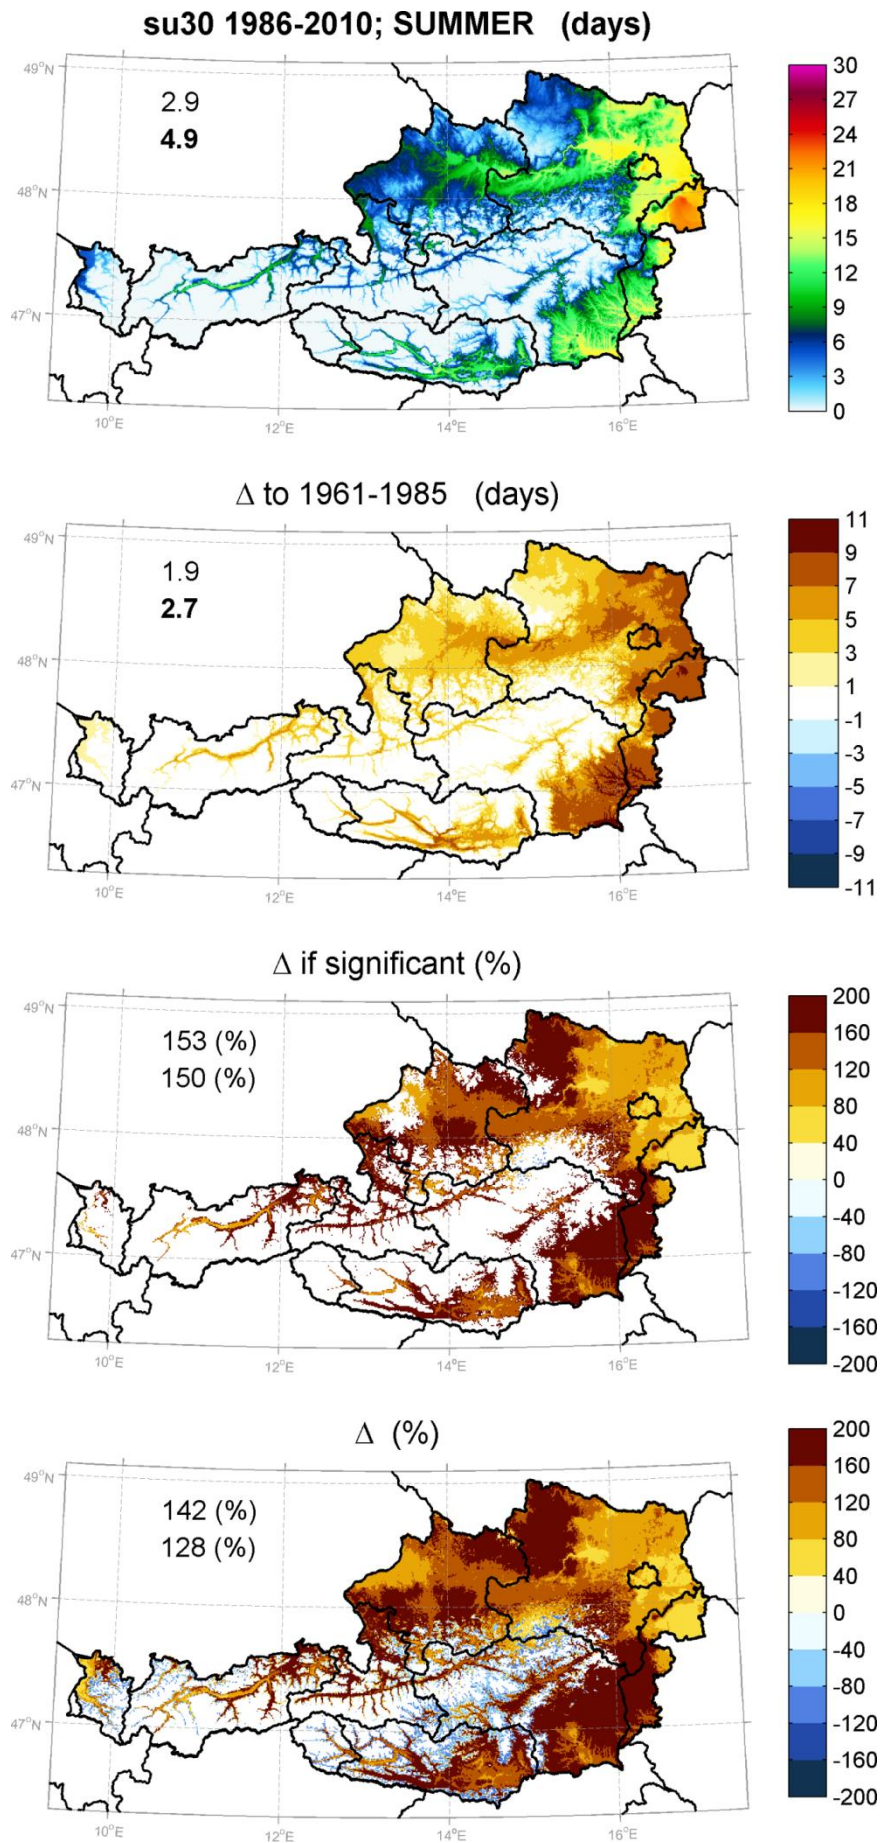 su30 1986-2010; SUMMER (days)
49°N
48°N
47°N
10°E
12°E
14°E
16°E
2.9
4.9
30
27
24
21
18
15
12
9
6
3
0
Δ to 1961-1985 (days)
49°N
48°N
47°N
10°E
12°E
14°E
16°E
1.9
2.7
11
9
7
5
3
1
-1
-3
-5
-7
-9
-11
Δ if significant (%)
49°N
48°N
47°N
10°E
12°E
14°E
16°E
153 (%)
150 (%)
200
160
120
80
40
0
-40
-80
-120
-160
-200
Δ (%)
49°N
48°N
47°N
10°E
12°E
14°E
16°E
142 (%)
128 (%)
200
160
120
80
40
0
-40
-80
-120
-160
-200